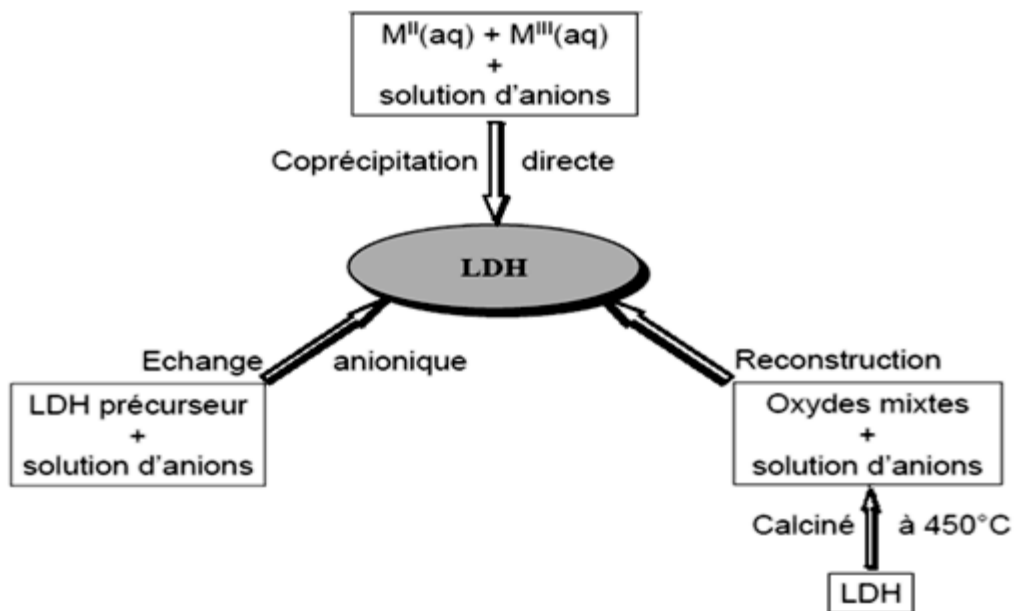 M^II(aq) + M^III(aq)
+
solution d'anions
Coprécipitation directe
LDH
Echange anionique
Reconstruction
LDH précurseur
+
solution d'anions
Oxydes mixtes
+
solution d'anions
Calciné à 450°C
LDH